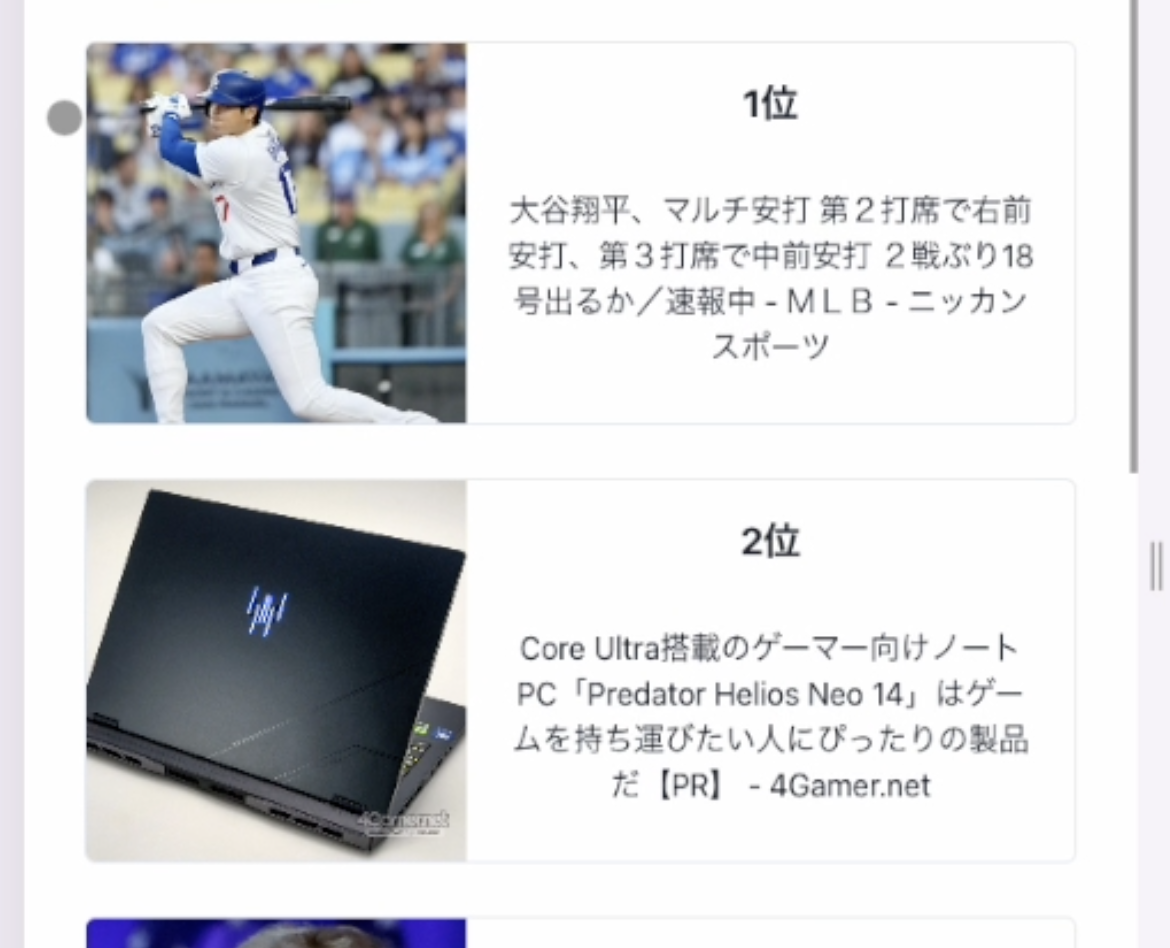 1位
大谷翔平、マルチ安打 第２打席で右前
安打、第３打席で中前安打 ２戦ぶり18
号出るか／速報中 - ＭＬＢ - ニッカン
スポーツ
17
2位
Core Ultra搭載のゲーマー向けノート
PC「Predator Helios Neo 14」はゲー
ムを持ち運びたい人にぴったりの製品
だ【PR】 - 4Gamer.net
4Gamer.net